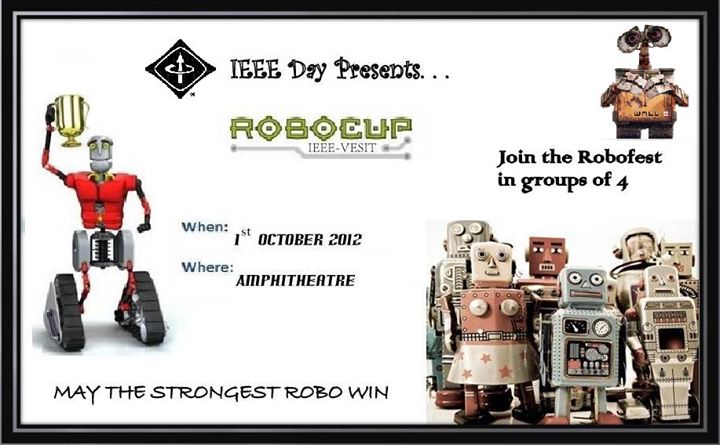 IEEE Day Presents. . .
ROBOCUP
IEEE-VESIT
WALL
Join the Robofest
in groups of 4
When: 1st OCTOBER 2012
Where: AMPHITHEATRE
MAY THE STRONGEST ROBO WIN